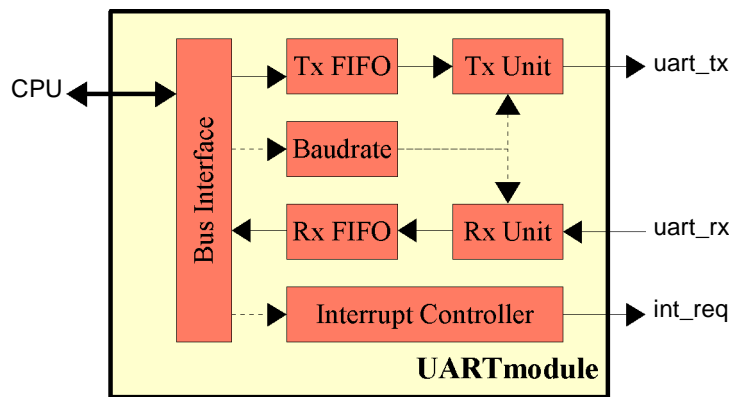 Tx FIFO
Tx Unit
uart_tx
CPU
Bus Interface
Baudrate
Rx FIFO
Rx Unit
uart_rx
Interrupt Controller
int_req
UARTmodule